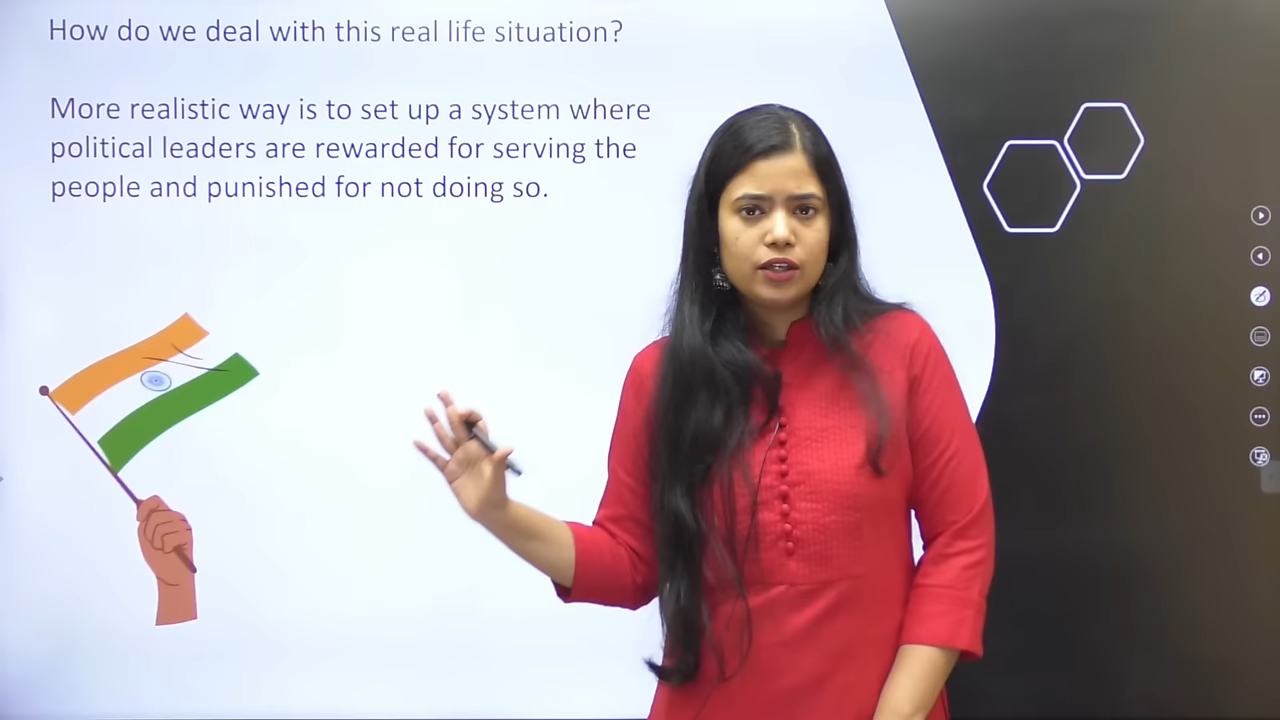 How do we deal with this real life situation?
More realistic way is to set up a system where
political leaders are rewarded for serving the
people and punished for not doing so.